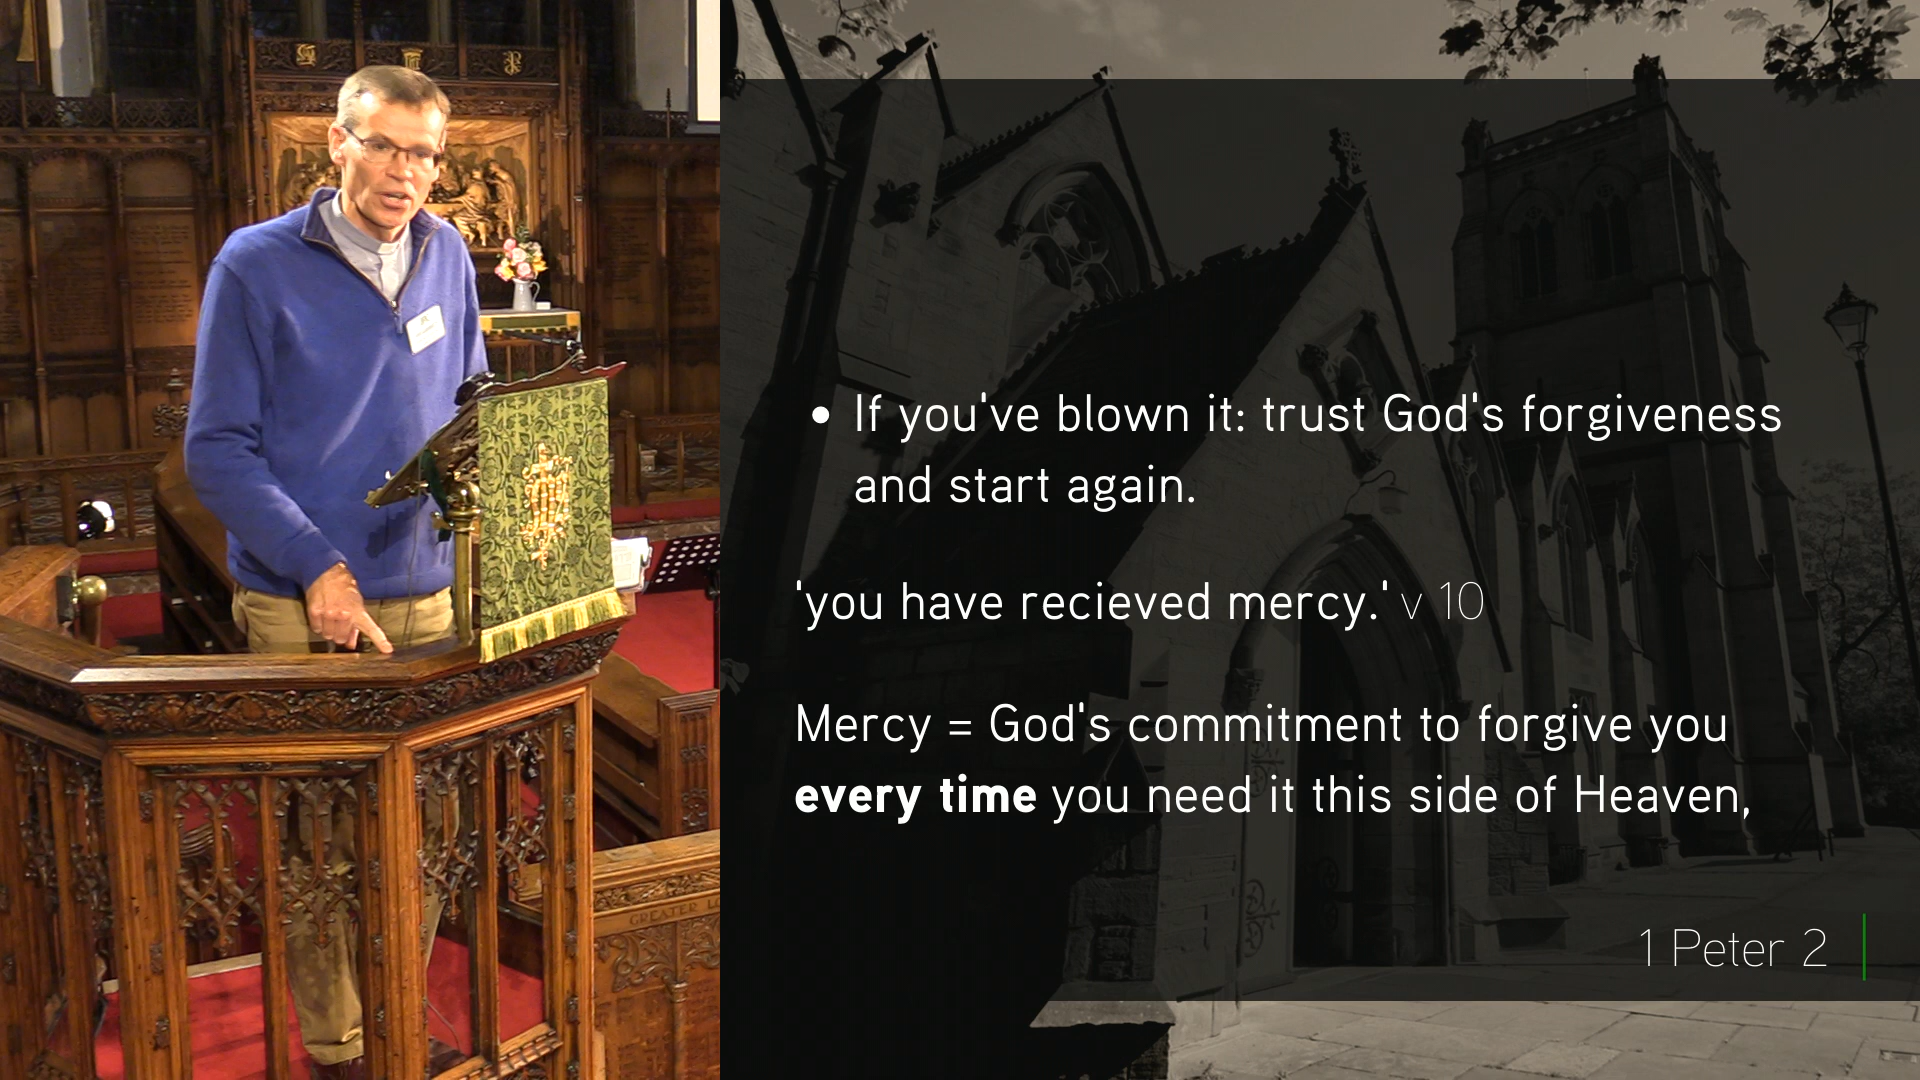 If you've blown it: trust God's forgiveness
and start again.
'you have recieved mercy.' v 10
Mercy = God's commitment to forgive you
every time you need it this side of Heaven,
1 Peter 2
GREATER